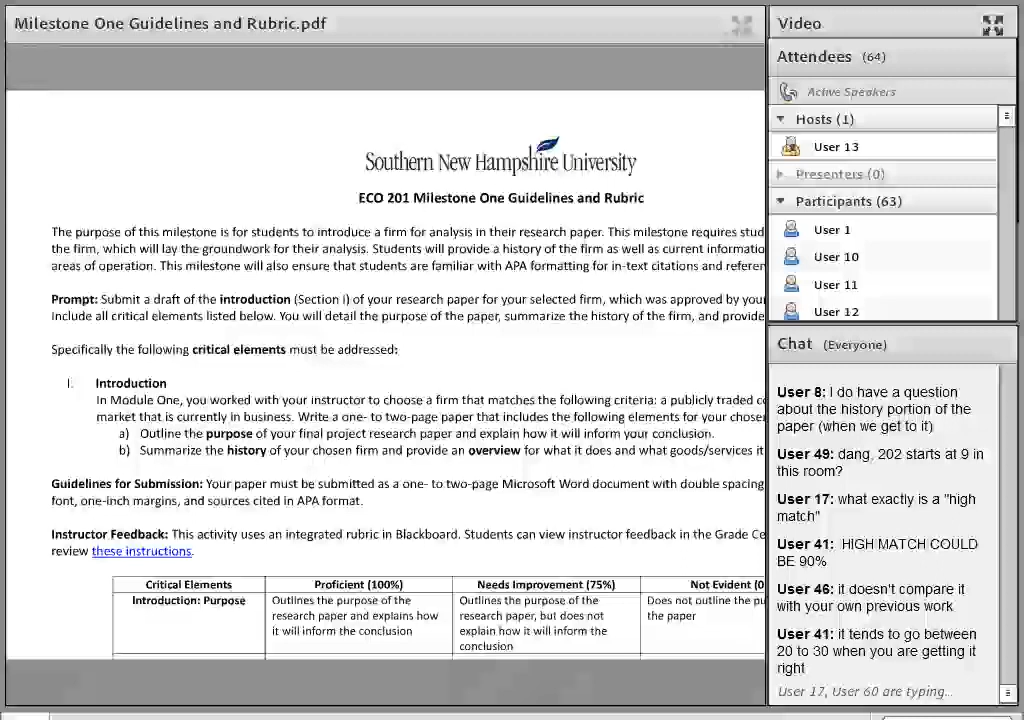 Milestone One Guidelines and Rubric.pdf
Southern New Hampshire University
ECO 201 Milestone One Guidelines and Rubric
The purpose of this milestone is for students to introduce a firm for analysis in their research paper. This milestone requires stud
the firm, which will lay the groundwork for their analysis. Students will provide a history of the firm as well as current informatio
areas of operation. This milestone will also ensure that students are familiar with APA formatting for in-text citations and referen
Prompt: Submit a draft of the introduction (Section I) of your research paper for your selected firm, which was approved by your
Include all critical elements listed below. You will detail the purpose of the paper, summarize the history of the firm, and provide
Specifically the following critical elements must be addressed:
I. Introduction
In Module One, you worked with your instructor to choose a firm that matches the following criteria: a publicly traded co
market that is currently in business. Write a one- to two-page paper that includes the following elements for your chosen
a) Outline the purpose of your final project research paper and explain how it will inform your conclusion.
b) Summarize the history of your chosen firm and provide an overview for what it does and what goods/services it
Guidelines for Submission: Your paper must be submitted as a one- to two-page Microsoft Word document with double spacing
font, one-inch margins, and sources cited in APA format.
Instructor Feedback: This activity uses an integrated rubric in Blackboard. Students can view instructor feedback in the Grade Ce
review these instructions.
Critical Elements Proficient (100%) Needs Improvement (75%) Not Evident (0
Introduction: Purpose
Outlines the purpose of the
research paper and explains how
it will inform the conclusion
Outlines the purpose of the
research paper, but does not
explain how it will inform the
conclusion
Does not outline the pu
the paper
Video
Attendees (64)
Active Speakers
Hosts (1)
User 13
Presenters (0)
Participants (63)
User 1
User 10
User 11
User 12
Chat (Everyone)
User 8: I do have a question
about the history portion of the
paper (when we get to it)
User 49: dang, 202 starts at 9 in
this room?
User 17: what exactly is a "high
match"
User 41: HIGH MATCH COULD
BE 90%
User 46: it doesn't compare it
with your own previous work
User 41: it tends to go between
20 to 30 when you are getting it
right
User 17, User 60 are typing...